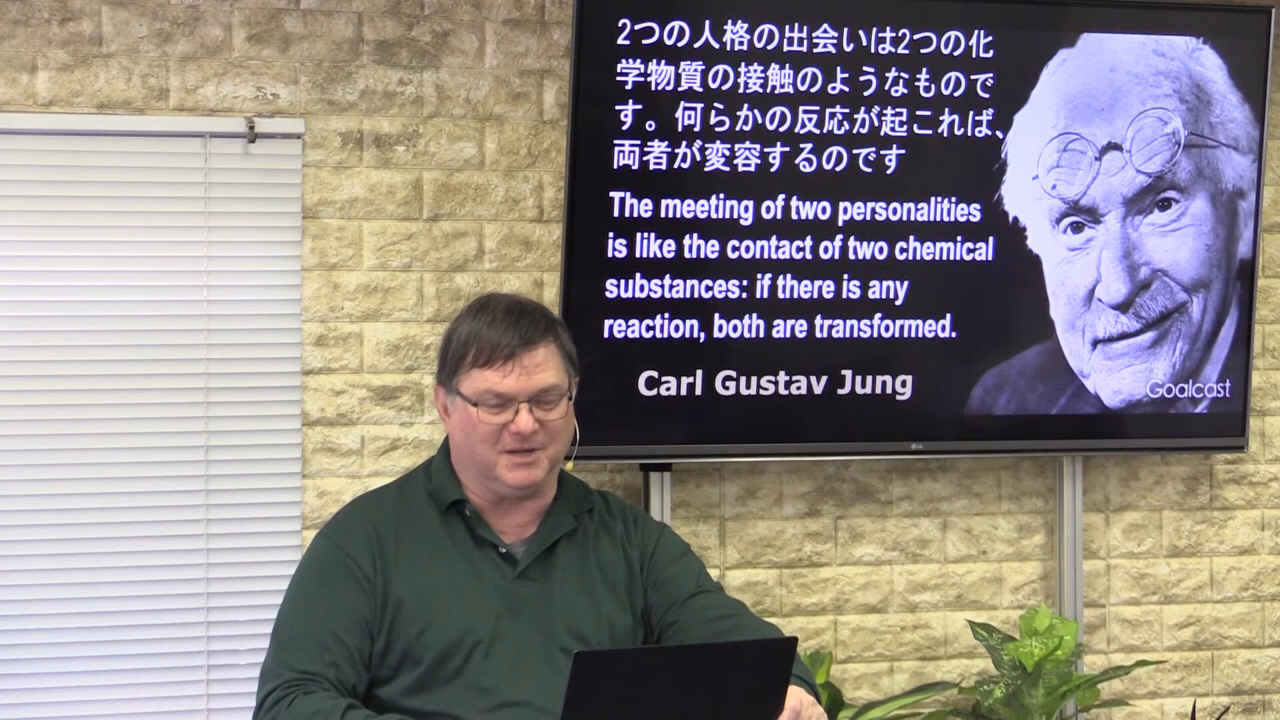 2つの人格の出会いは2つの化
学物質の接触のようなもので
す。何らかの反応が起これば、
両者が変容するのです
The meeting of two personalities
is like the contact of two chemical
substances: if there is any
reaction, both are transformed.
Carl Gustav Jung
Goalcast
LG